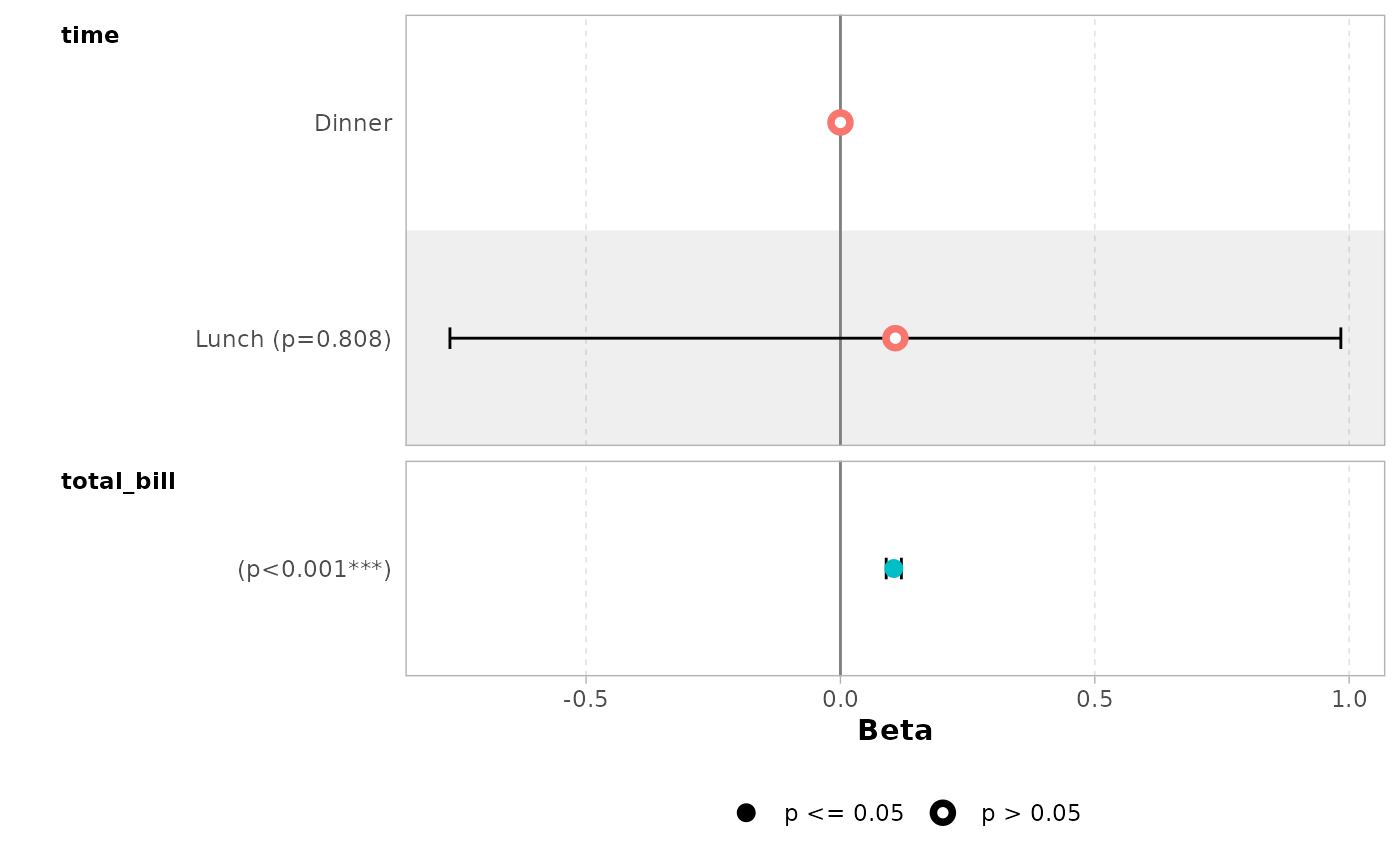 time
Dinner
Lunch (p=0.808)
total_bill
(p<0.001***)
-0.5 0.0 0.5 1.0
Beta
p <= 0.05 p > 0.05